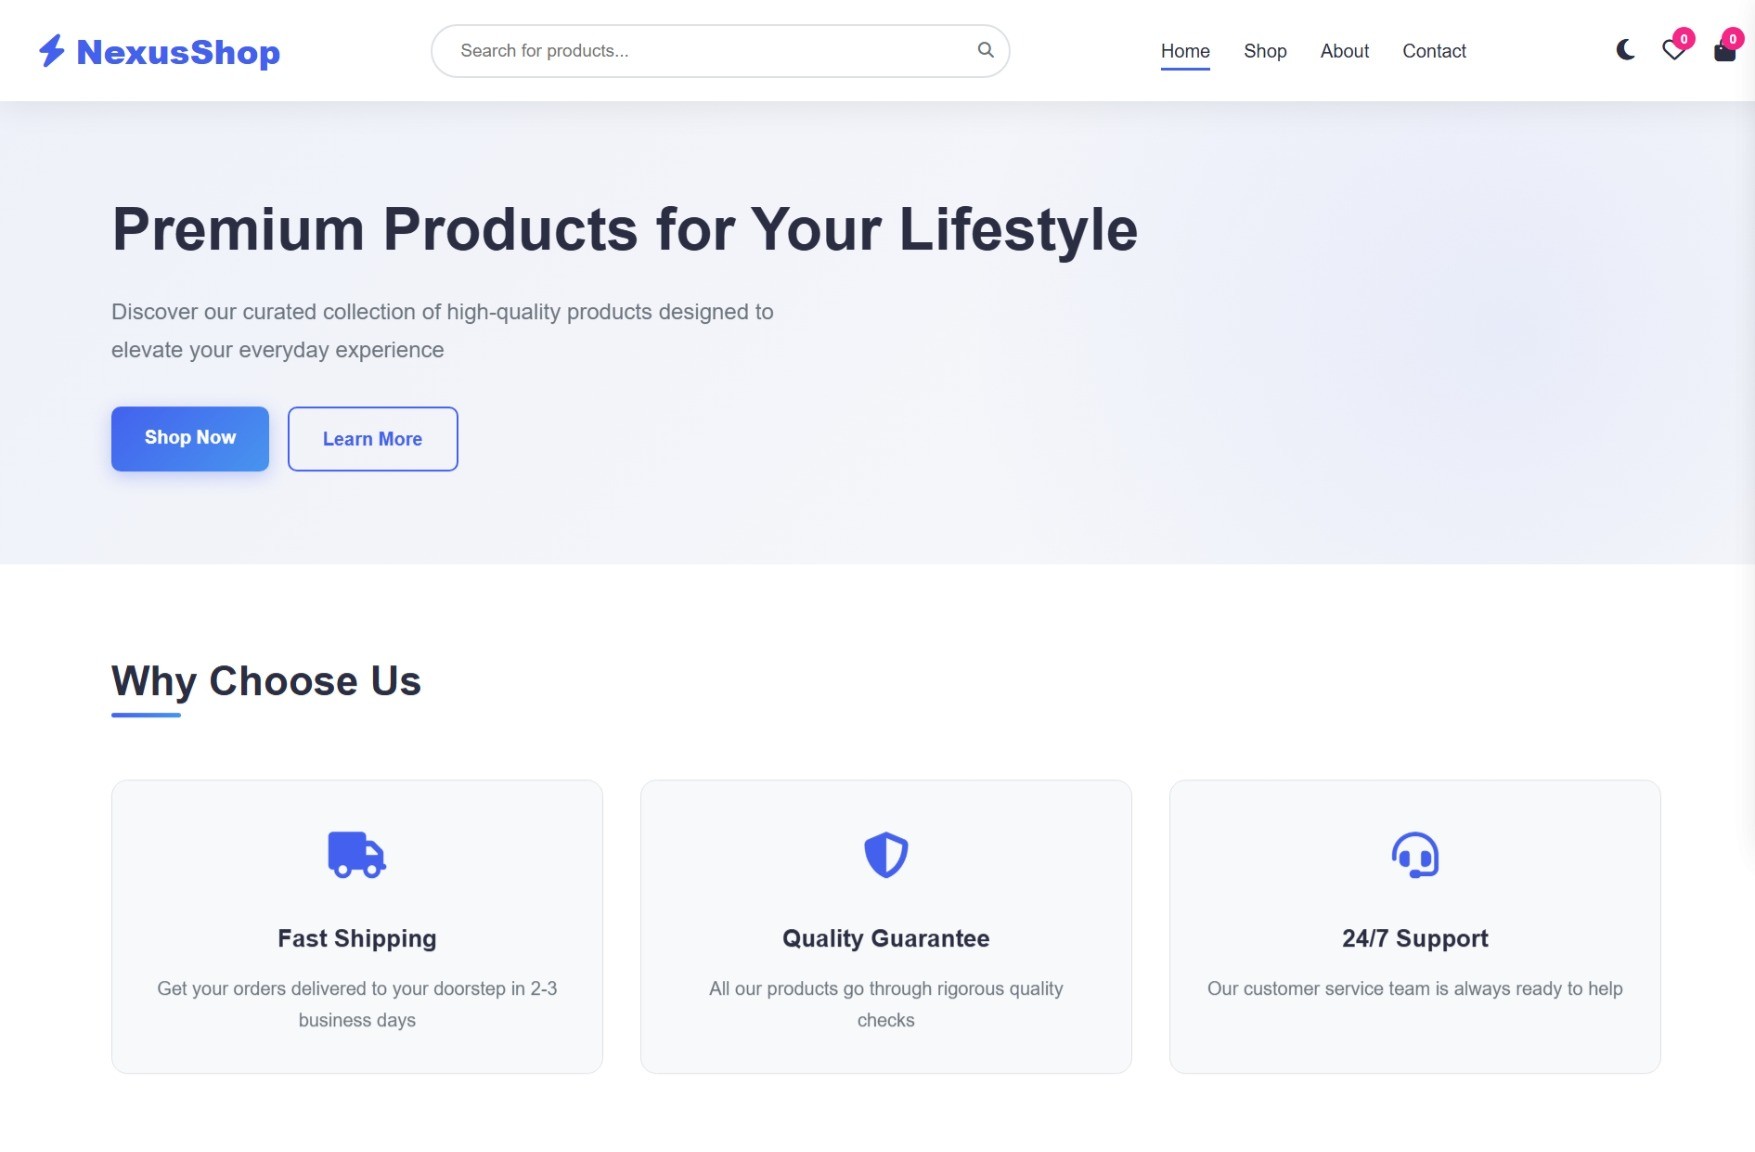 NexusShop
Search for products...
Home
Shop
About
Contact
0
0
Premium Products for Your Lifestyle
Discover our curated collection of high-quality products designed to
elevate your everyday experience
Shop Now
Learn More
Why Choose Us
Fast Shipping
Get your orders delivered to your doorstep in 2-3
business days
Quality Guarantee
All our products go through rigorous quality
checks
24/7 Support
Our customer service team is always ready to help